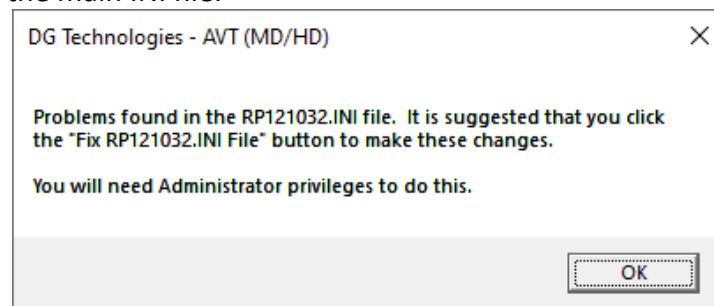 the main INI file.
DG Technologies - AVT (MD/HD)
Problems found in the RP121032.INI file.  It is suggested that you click
the "Fix RP121032.INI File" button to make these changes.
You will need Administrator privileges to do this.
OK